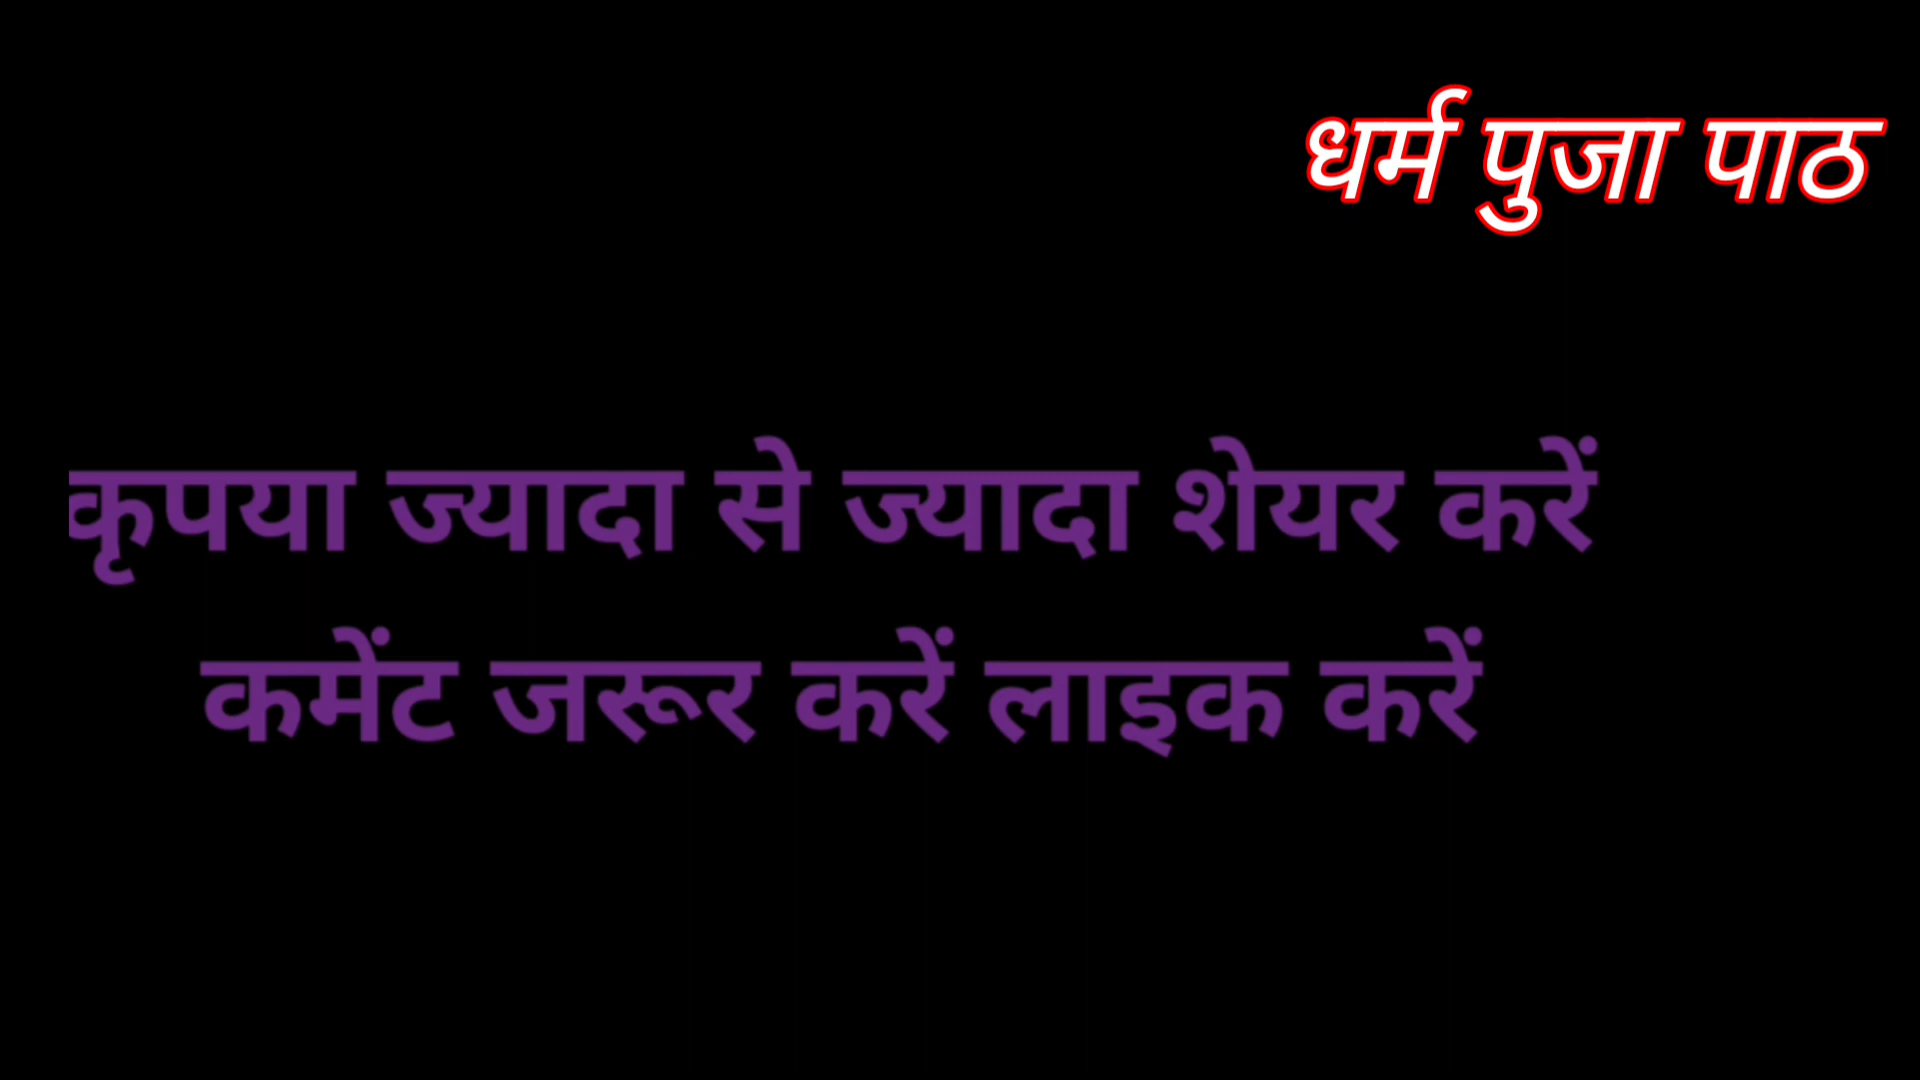 धर्म पुजा पाठ
कृपया ज्यादा से ज्यादा शेयर करें
कमेंट जरूर करें लाइक करें